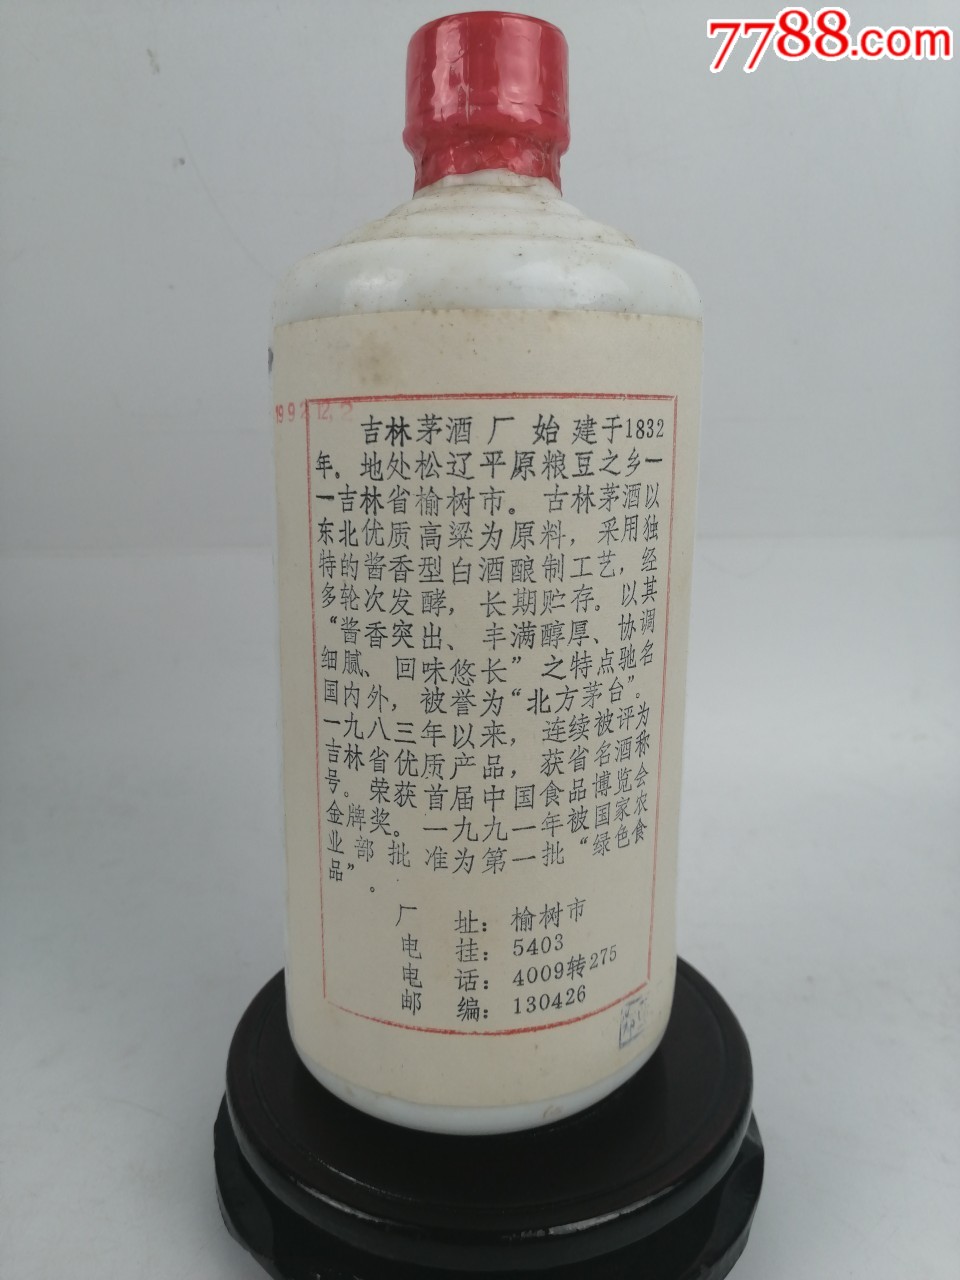 7788.com
吉林茅酒厂始建于1832
年。地处松辽平原粮豆之乡一
一吉林省榆树市。古林茅酒以
东北优质高粱为原料，采用独
特的酱香型白酒酿制工艺，经
多轮次发酵，长期贮存。以其
“酱香突出、丰满醇厚、协调
细腻、回味悠长”之特点驰名
国内外，被誉为“北方茅台”。
一九八三年以来，连续被评为
吉林省优质产品，获省名酒称
号。荣获首届中国食品博览会
金牌奖。一九九一年被国家农
业部批准为第一批“绿色食
品”。
厂址：榆树市
电挂：5403
电话：4009转275
邮编：130426